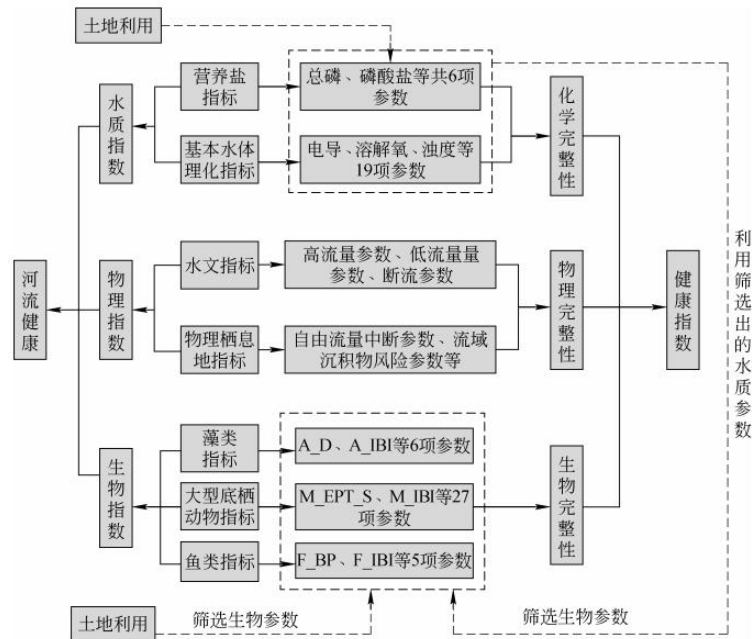 土地利用
营养盐
指标
总磷、磷酸盐等共6项
参数
水质指数
基本水体
理化指标
电导、溶解氧、浊度等
19项参数
化学完整性
河流健康
物理指数
水文指标
高流量参数、低流量量
参数、断流参数
物理栖息
地指标
自由流量中断参数、流域
沉积物风险参数等
物理完整性
健康指数
利用筛选出的水质参数
生物指数
藻类
指标
A_D、A_IBI等6项参数
大型底栖
动物指标
M_EPT_S、M_IBI等27
项参数
鱼类指标
F_BP、F_IBI等5项参数
生物完整性
土地利用
筛选生物参数
筛选生物参数